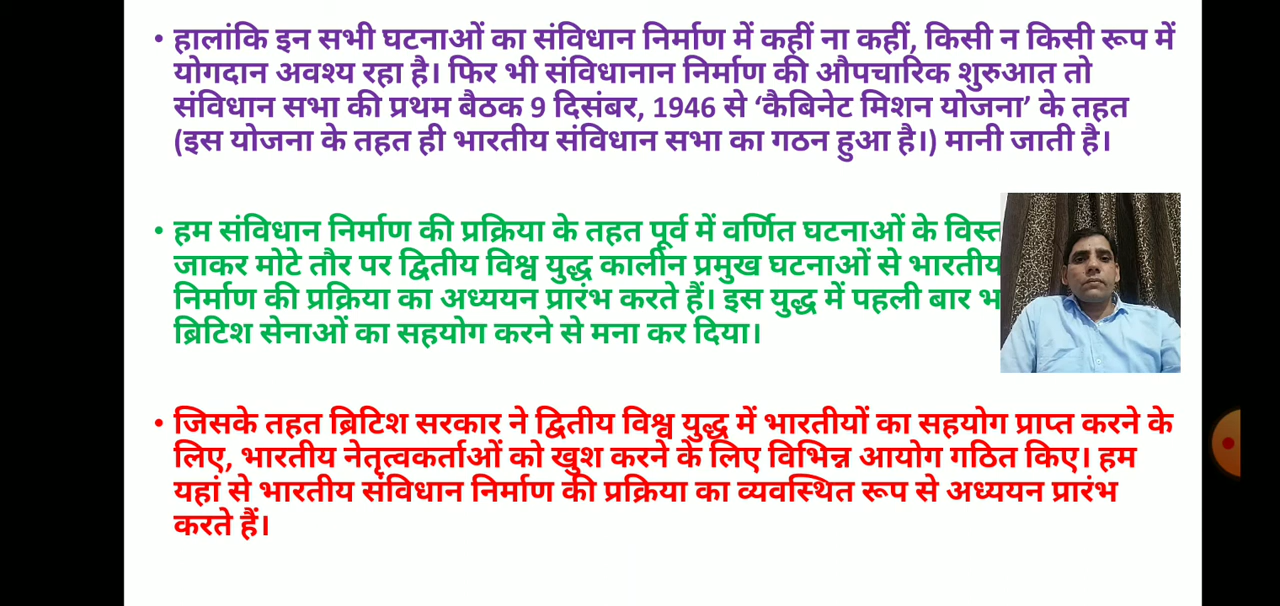 • हालांकि इन सभी घटनाओं का संविधान निर्माण में कहीं ना कहीं, किसी न किसी रूप में
योगदान अवश्य रहा है। फिर भी संविधानान निर्माण की औपचारिक शुरुआत तो
संविधान सभा की प्रथम बैठक 9 दिसंबर, 1946 से ‘कैबिनेट मिशन योजना’ के तहत
(इस योजना के तहत ही भारतीय संविधान सभा का गठन हुआ है।) मानी जाती है।
• हम संविधान निर्माण की प्रक्रिया के तहत पूर्व में वर्णित घटनाओं के
जाकर मोटे तौर पर द्वितीय विश्व युद्ध कालीन प्रमुख घटनाओं से भारतीय
निर्माण की प्रक्रिया का अध्ययन प्रारंभ करते हैं। इस युद्ध में पहली बार
ब्रिटिश सेनाओं का सहयोग करने से मना कर दिया।
• जिसके तहत ब्रिटिश सरकार ने द्वितीय विश्व युद्ध में भारतीयों का सहयोग प्राप्त करने के
लिए, भारतीय नेतृत्वकर्ताओं को खुश करने के लिए विभिन्न आयोग गठित किए। हम
यहां से भारतीय संविधान निर्माण की प्रक्रिया का व्यवस्थित रूप से अध्ययन प्रारंभ
करते हैं।